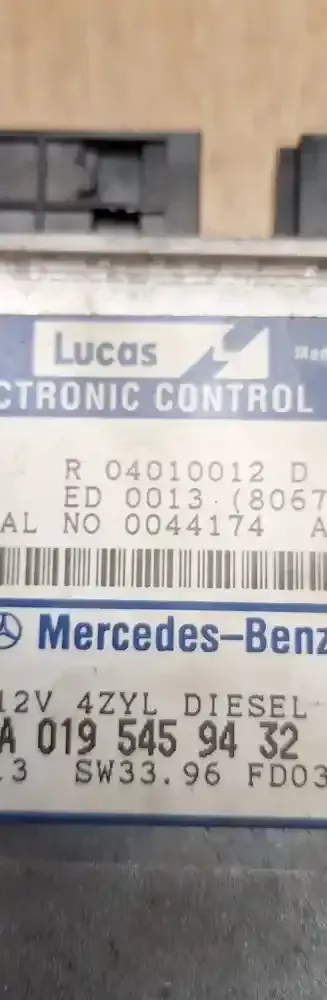 Lucas
CTRONIC CONTROL
R 04010012 D
ED 0013 (8067
AL NO 0044174 A
Mercedes-Benz
12V 4ZYL DIESEL
A 019 545 94 32
.3 SW33.96 FD03